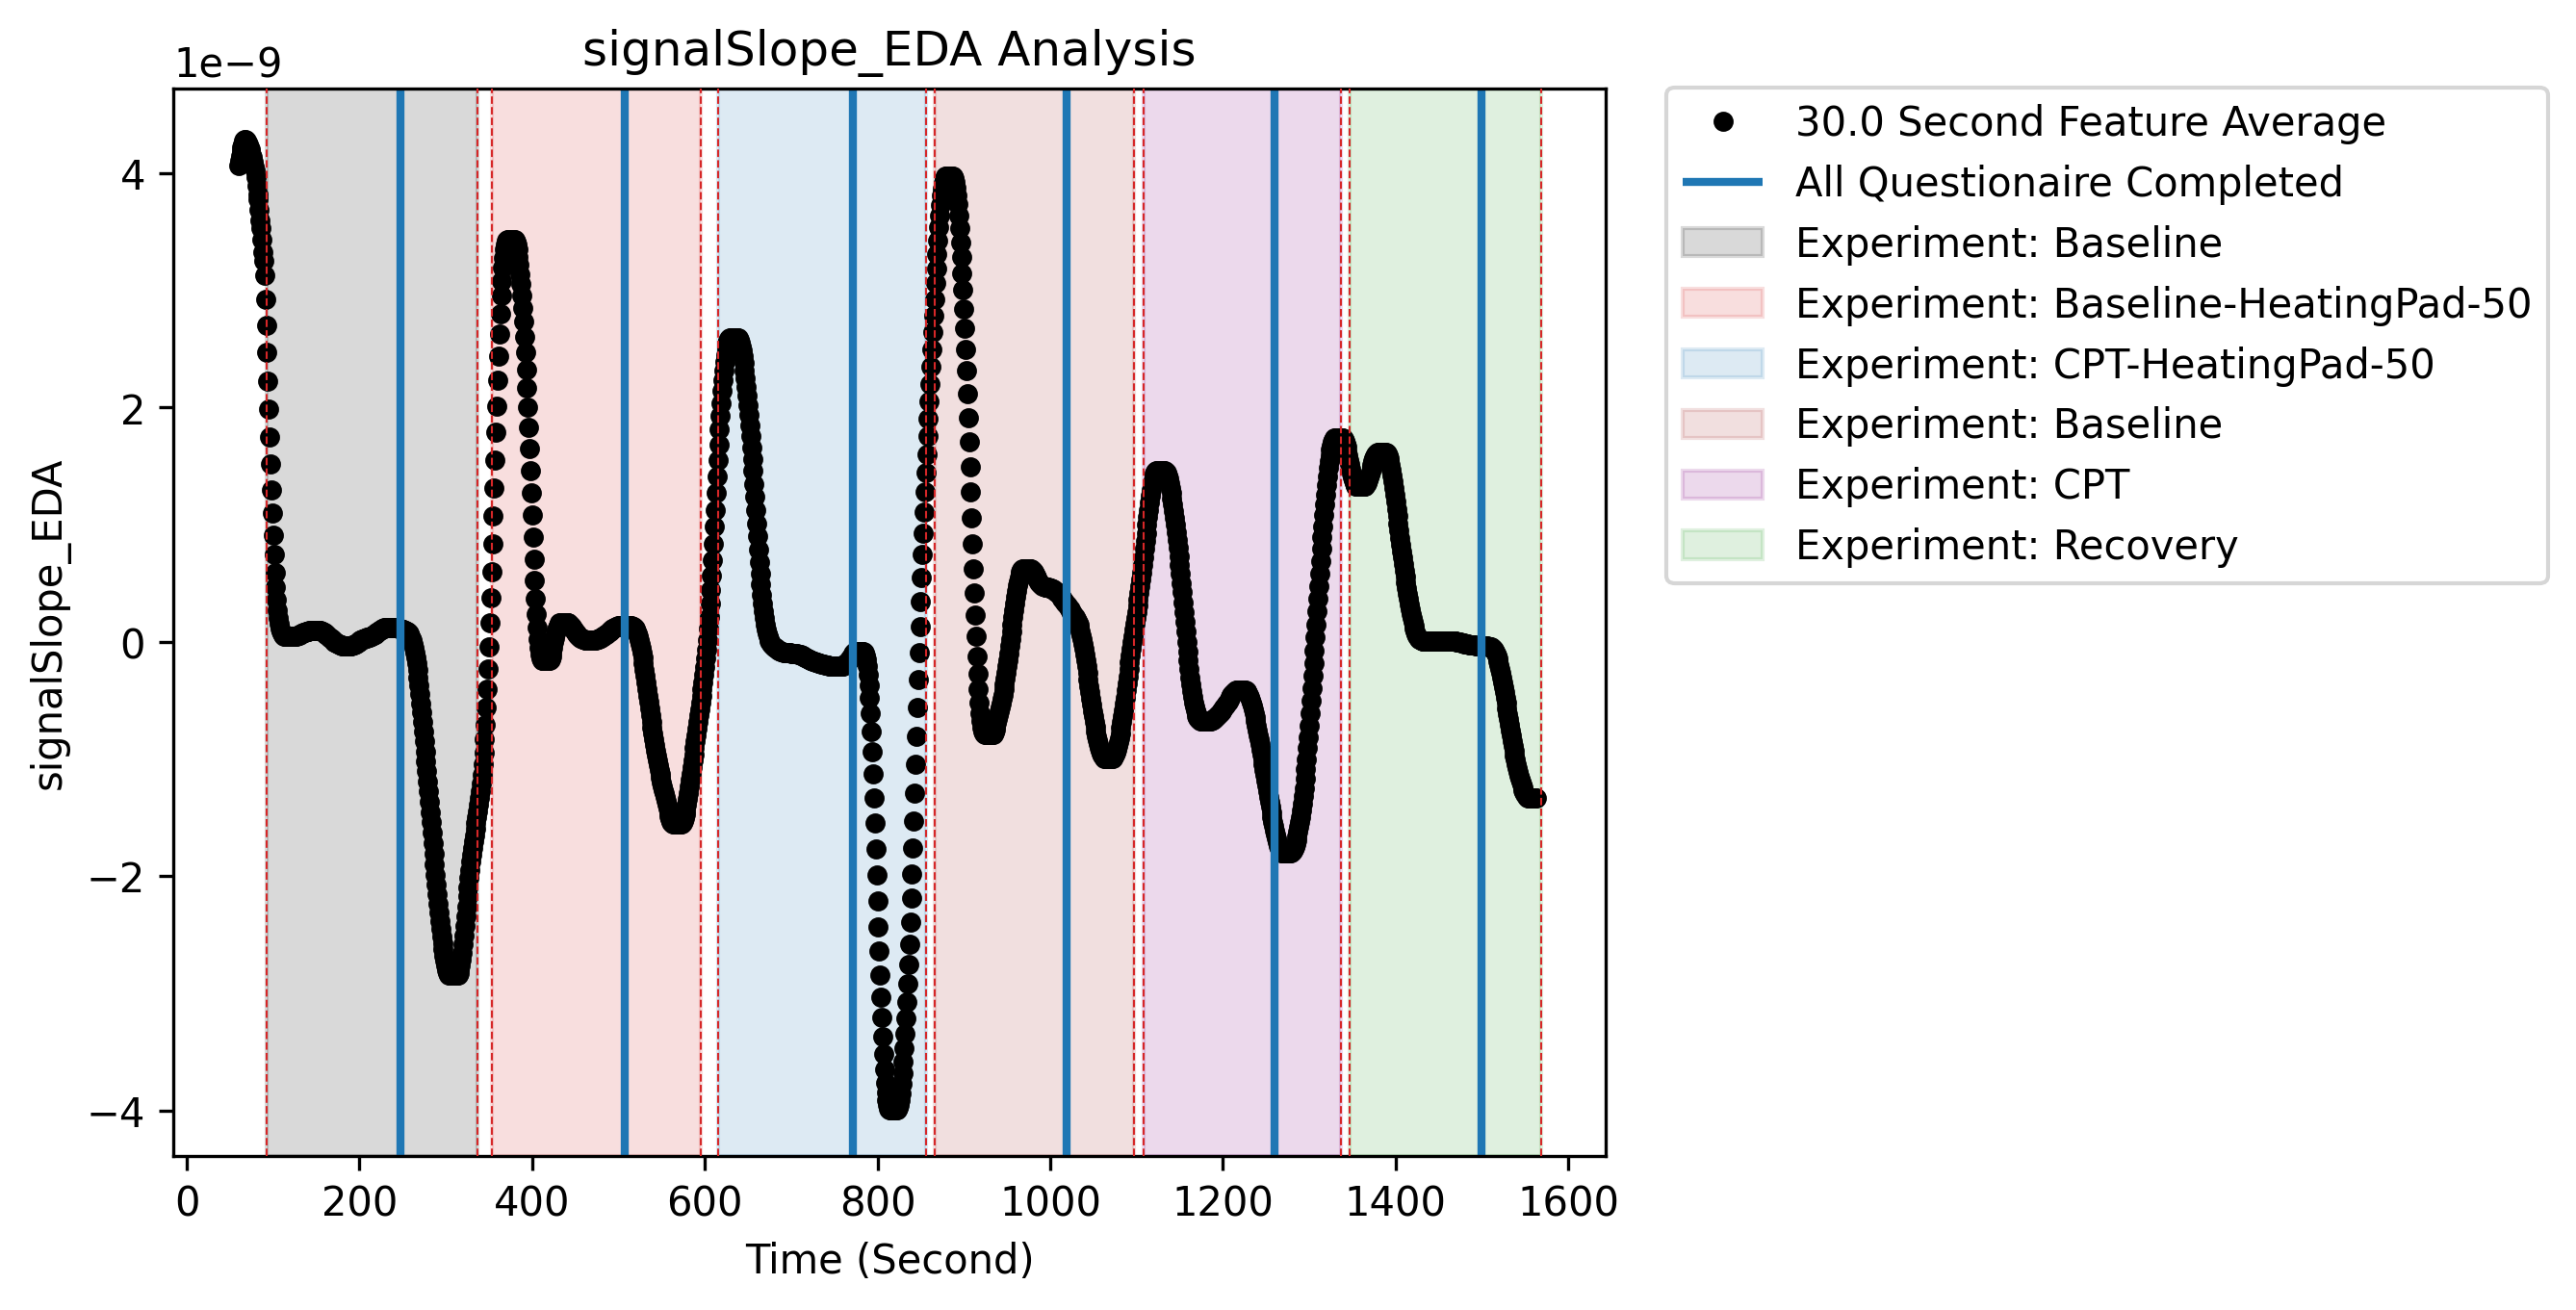 signalSlope_EDA Analysis
1e−9
4
2
0
−2
−4
signalSlope_EDA
0 200 400 600 800 1000 1200 1400 1600
Time (Second)
30.0 Second Feature Average
All Questionaire Completed
Experiment: Baseline
Experiment: Baseline-HeatingPad-50
Experiment: CPT-HeatingPad-50
Experiment: Baseline
Experiment: CPT
Experiment: Recovery